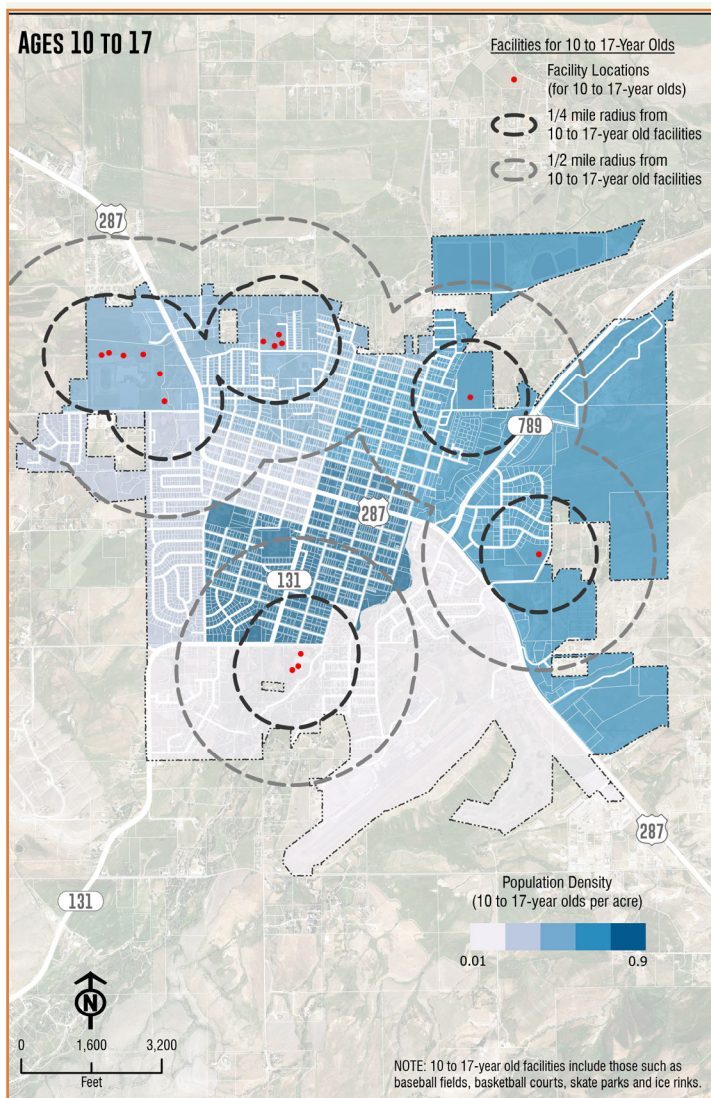 AGES 10 TO 17
Facilities for 10 to 17-Year Olds
Facility Locations
(for 10 to 17-year olds)
1/4 mile radius from
10 to 17-year old facilities
1/2 mile radius from
10 to 17-year old facilities
287
789
287
131
287
131
Population Density
(10 to 17-year olds per acre)
0.01
0.9
N
0
1,600
3,200
Feet
NOTE: 10 to 17-year old facilities include those such as
baseball fields, basketball courts, skate parks and ice rinks.